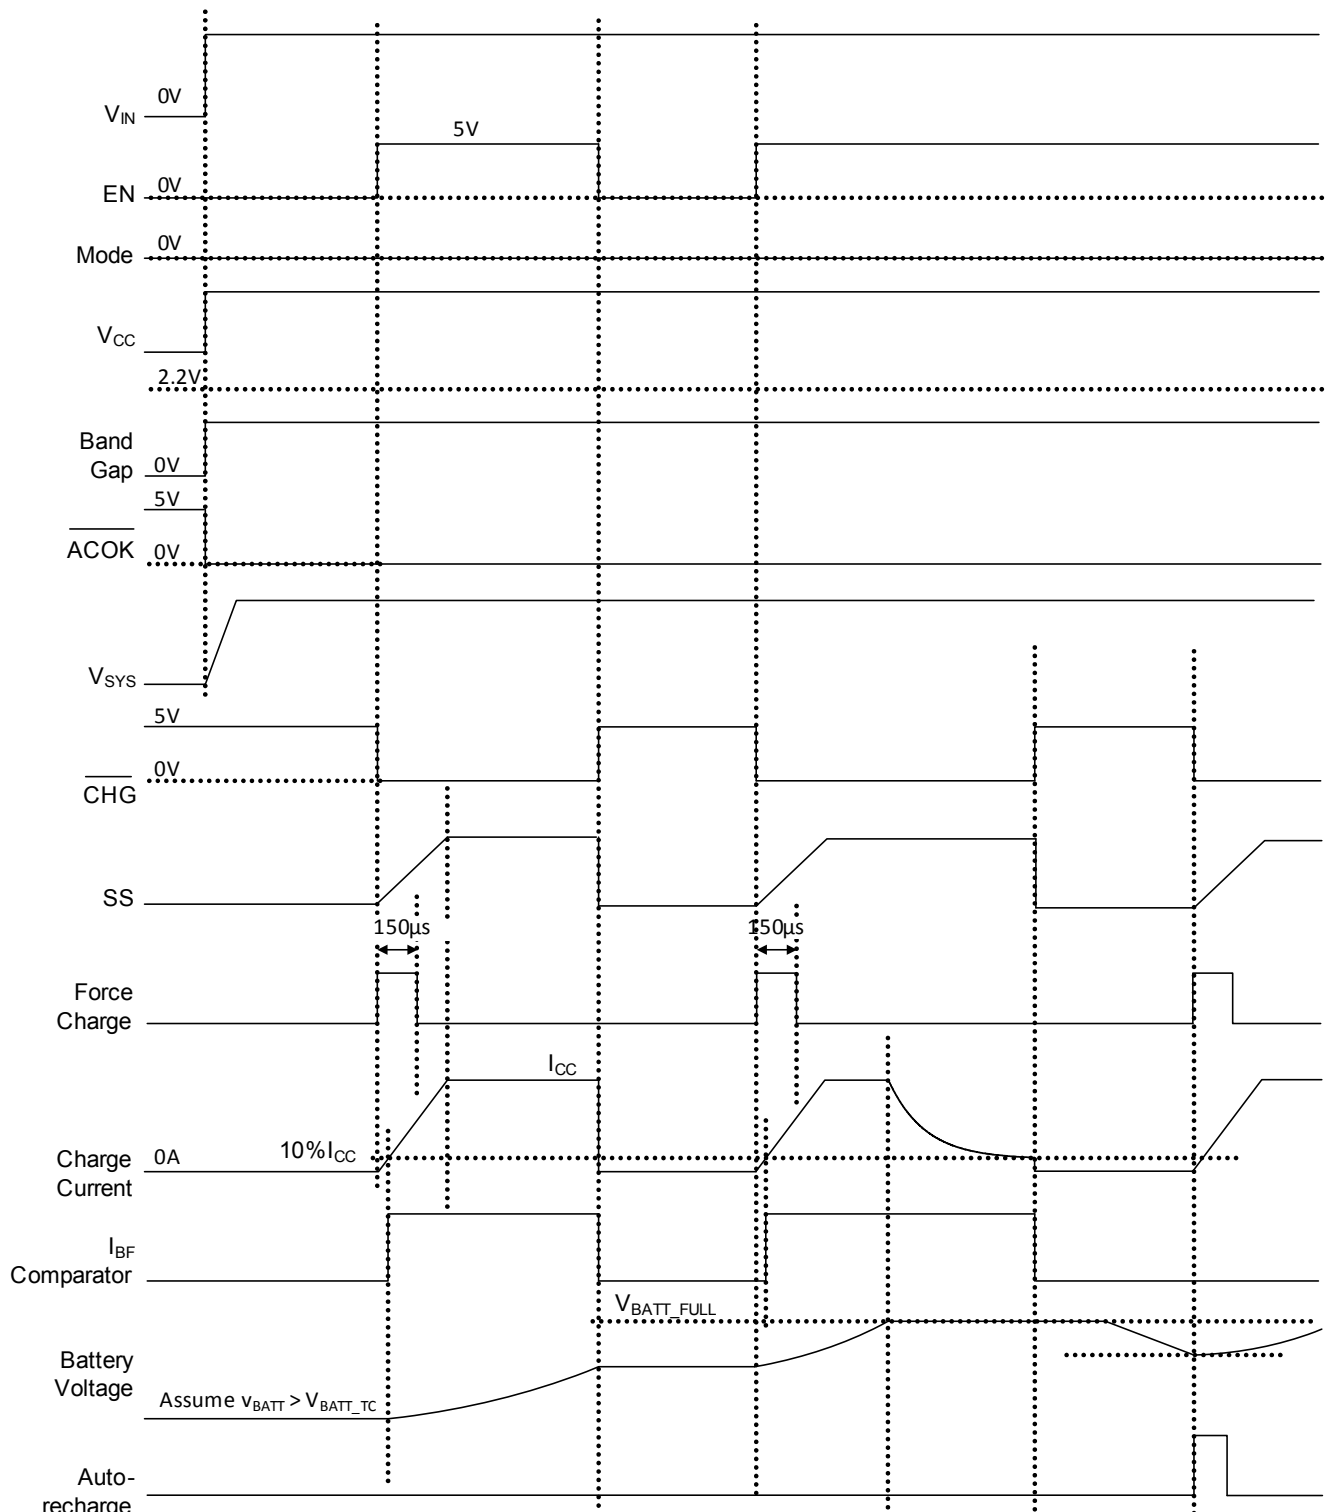 0V
V_IN
5V
EN 0V
Mode 0V
V_CC
2.2V
Band
Gap 0V
5V
ACOK 0V
V_SYS
5V
0V
CHG
SS
150µs 150µs
Force
Charge
I_CC
Charge 0A 10%I_CC
Current
I_BF
Comparator
V_BATT_FULL
Battery
Voltage
Assume v_BATT > V_BATT_TC
Auto-
recharge